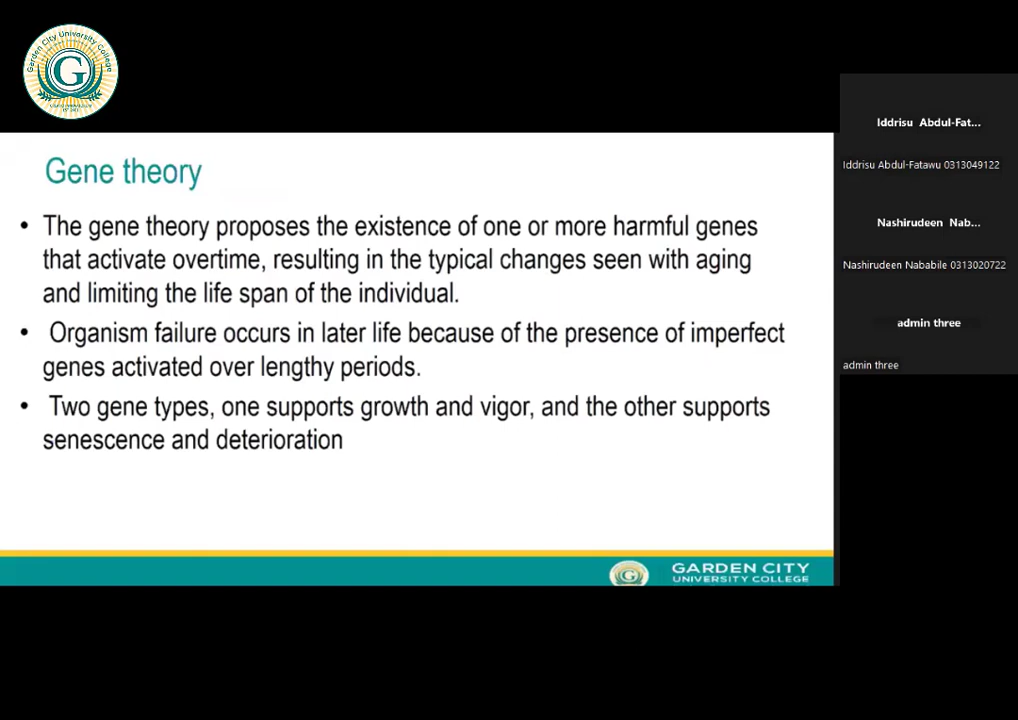 Garden City University College
G
Iddrisu Abdul-Fat...
Iddrisu Abdul-Fatawu 0313049122
Nashirudeen Nab...
Nashirudeen Nababile 0313020722
admin three
admin three
Gene theory
• The gene theory proposes the existence of one or more harmful genes
that activate overtime, resulting in the typical changes seen with aging
and limiting the life span of the individual.
• Organism failure occurs in later life because of the presence of imperfect
genes activated over lengthy periods.
• Two gene types, one supports growth and vigor, and the other supports
senescence and deterioration
G
GARDEN CITY
UNIVERSITY COLLEGE